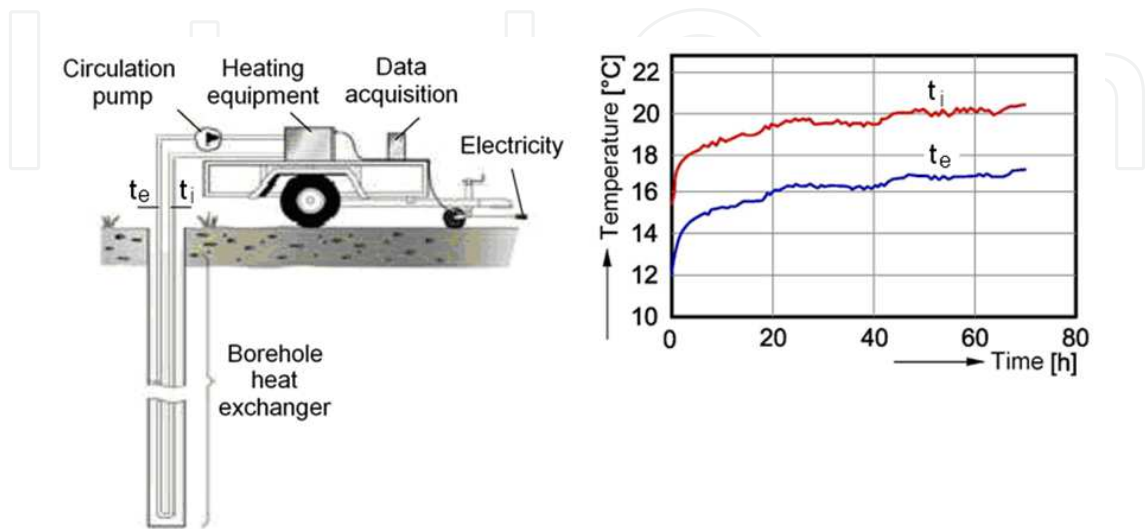 Circulation
pump
Heating
equipment
Data
acquisition
Electricity
te
ti
Borehole
heat
exchanger
Temperature [°C]
22
20
18
16
14
12
10
ti
te
0
20
40
60
80
Time [h]